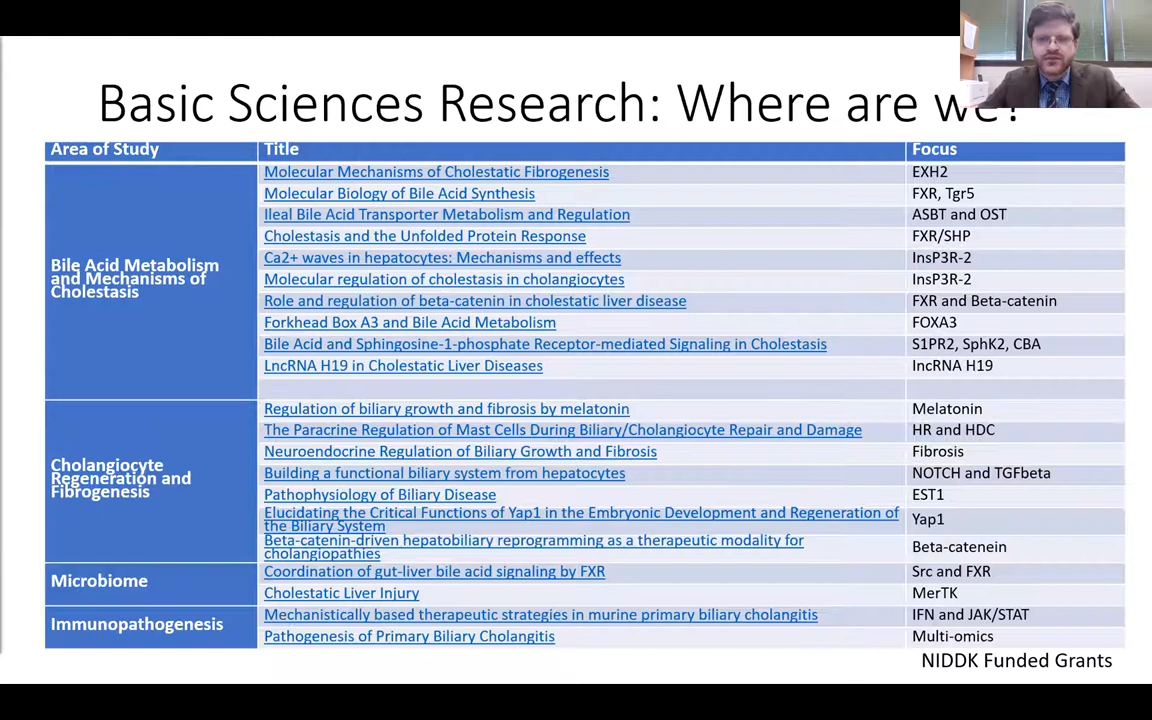 Basic Sciences Research: Where are we?
Area of Study Title Focus
Bile Acid Metabolism
and Mechanisms of
Cholestasis
Molecular Mechanisms of Cholestatic Fibrogenesis EXH2
Molecular Biology of Bile Acid Synthesis FXR, Tgr5
Ileal Bile Acid Transporter Metabolism and Regulation ASBT and OST
Cholestasis and the Unfolded Protein Response FXR/SHP
Ca2+ waves in hepatocytes: Mechanisms and effects InsP3R-2
Molecular regulation of cholestasis in cholangiocytes InsP3R-2
Role and regulation of beta-catenin in cholestatic liver disease FXR and Beta-catenin
Forkhead Box A3 and Bile Acid Metabolism FOXA3
Bile Acid and Sphingosine-1-phosphate Receptor-mediated Signaling in Cholestasis S1PR2, SphK2, CBA
LncRNA H19 in Cholestatic Liver Diseases lncRNA H19
Cholangiocyte
Regeneration and
Fibrogenesis
Regulation of biliary growth and fibrosis by melatonin Melatonin
The Paracrine Regulation of Mast Cells During Biliary/Cholangiocyte Repair and Damage HR and HDC
Neuroendocrine Regulation of Biliary Growth and Fibrosis Fibrosis
Building a functional biliary system from hepatocytes NOTCH and TGFbeta
Pathophysiology of Biliary Disease EST1
Elucidating the Critical Functions of Yap1 in the Embryonic Development and Regeneration of
the Biliary System Yap1
Beta-catenin-driven hepatobiliary reprogramming as a therapeutic modality for
cholangiopathies Beta-catenein
Microbiome
Coordination of gut-liver bile acid signaling by FXR Src and FXR
Cholestatic Liver Injury MerTK
Immunopathogenesis
Mechanistically based therapeutic strategies in murine primary biliary cholangitis IFN and JAK/STAT
Pathogenesis of Primary Biliary Cholangitis Multi-omics
NIDDK Funded Grants